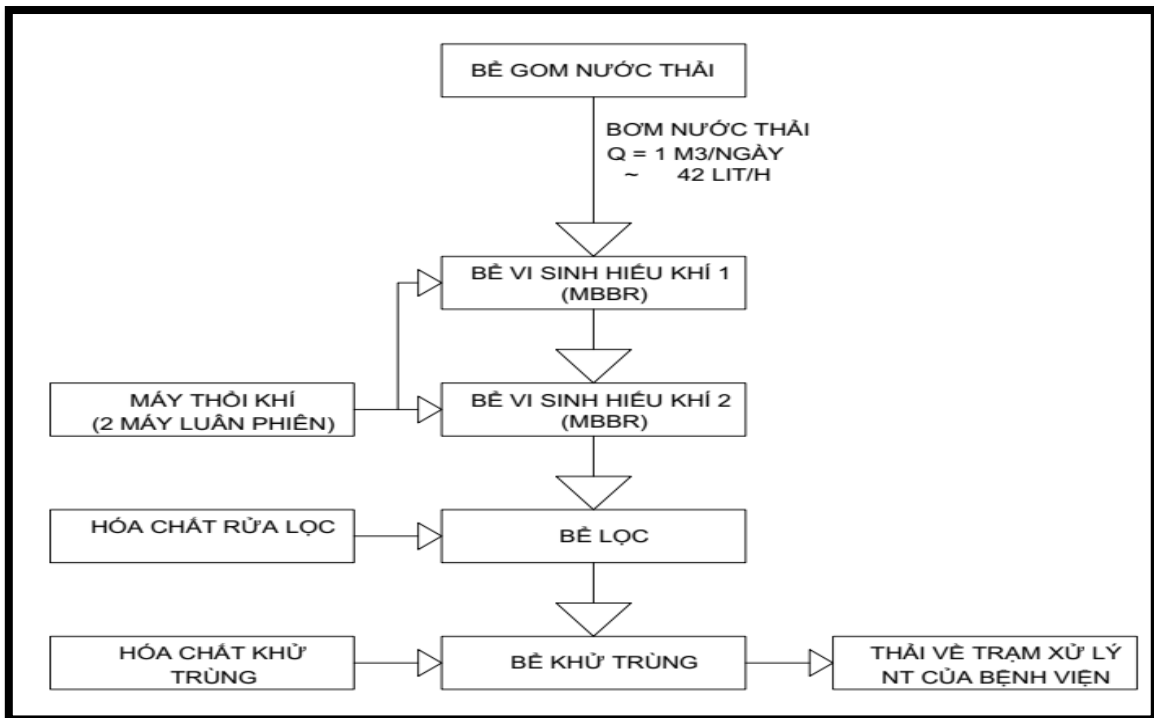 BỂ GOM NƯỚC THẢI
BƠM NƯỚC THẢI
Q = 1 M3/NGÀY
~ 42 LIT/H
BỂ VI SINH HIẾU KHÍ 1
(MBBR)
MÁY THỔI KHÍ
(2 MÁY LUÂN PHIÊN)
BỂ VI SINH HIẾU KHÍ 2
(MBBR)
HÓA CHẤT RỬA LỌC
BỂ LỌC
HÓA CHẤT KHỬ
TRÙNG
BỂ KHỬ TRÙNG
THẢI VỀ TRẠM XỬ LÝ
NT CỦA BỆNH VIỆN